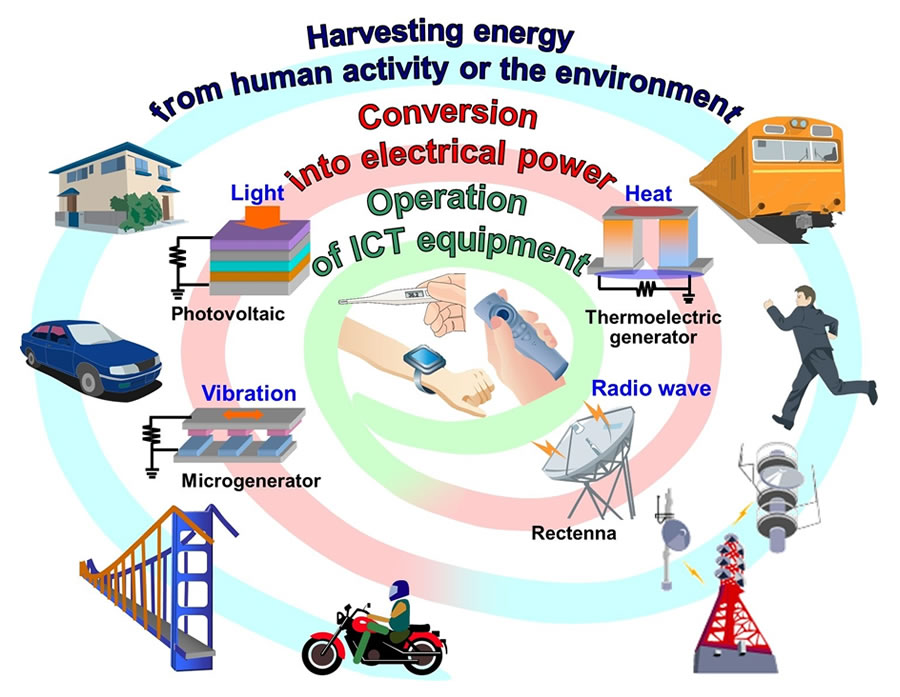 Harvesting energy
from human activity or the environment
Conversion
into electrical power
Operation
of ICT equipment
Light
Photovoltaic
Heat
Thermoelectric
generator
Vibration
Microgenerator
Radio wave
Rectenna